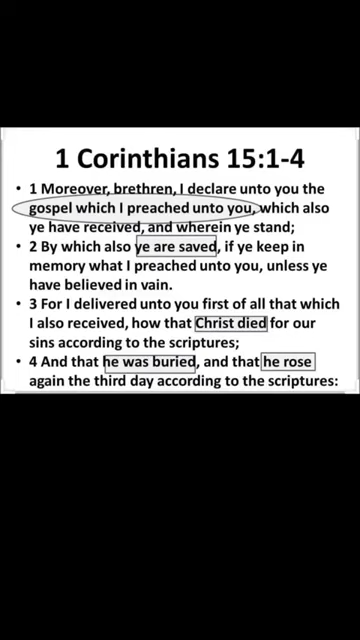 1 Corinthians 15:1-4
• 1 Moreover, brethren, I declare unto you the
gospel which I preached unto you, which also
ye have received, and wherein ye stand;
• 2 By which also ye are saved, if ye keep in
memory what I preached unto you, unless ye
have believed in vain.
• 3 For I delivered unto you first of all that which
I also received, how that Christ died for our
sins according to the scriptures;
• 4 And that he was buried, and that he rose
again the third day according to the scriptures: